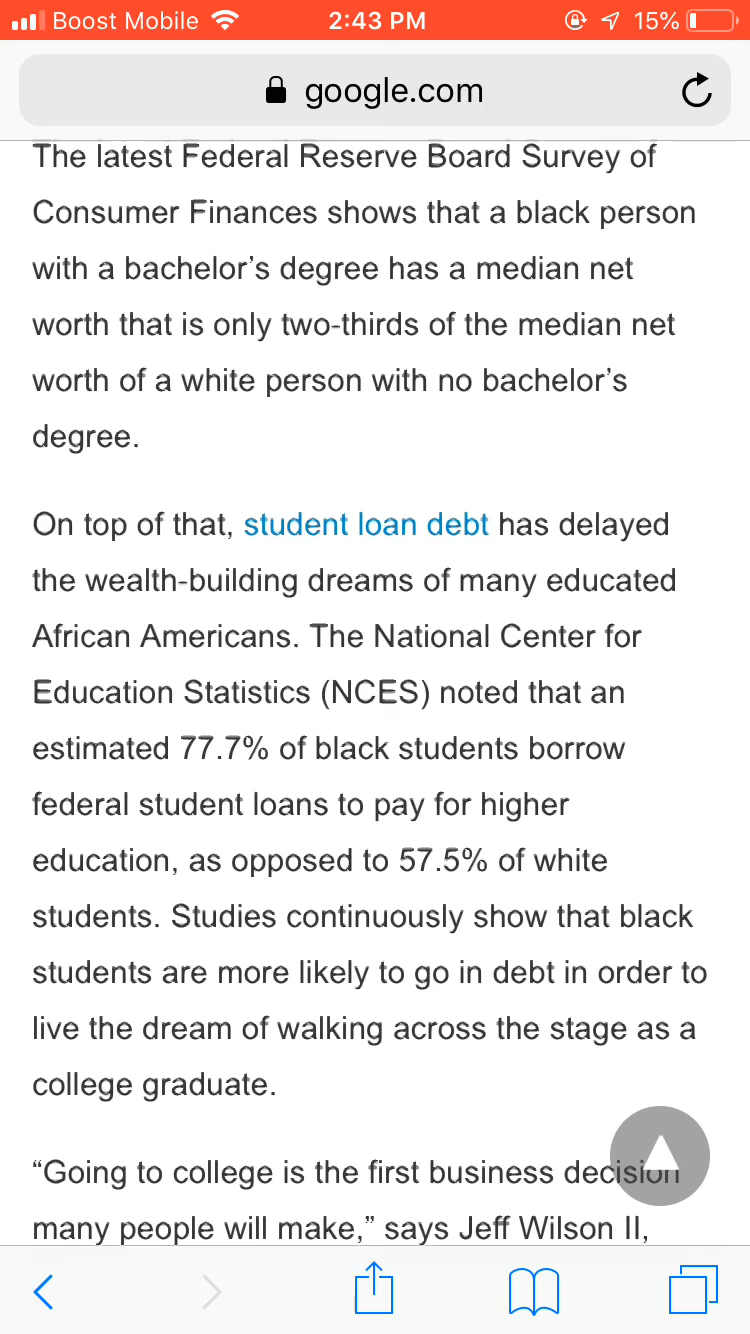 Boost Mobile 2:43 PM 15%
google.com
The latest Federal Reserve Board Survey of
Consumer Finances shows that a black person
with a bachelor’s degree has a median net
worth that is only two-thirds of the median net
worth of a white person with no bachelor’s
degree.
On top of that, student loan debt has delayed
the wealth-building dreams of many educated
African Americans. The National Center for
Education Statistics (NCES) noted that an
estimated 77.7% of black students borrow
federal student loans to pay for higher
education, as opposed to 57.5% of white
students. Studies continuously show that black
students are more likely to go in debt in order to
live the dream of walking across the stage as a
college graduate.
“Going to college is the first business decision
many people will make,” says Jeff Wilson II,